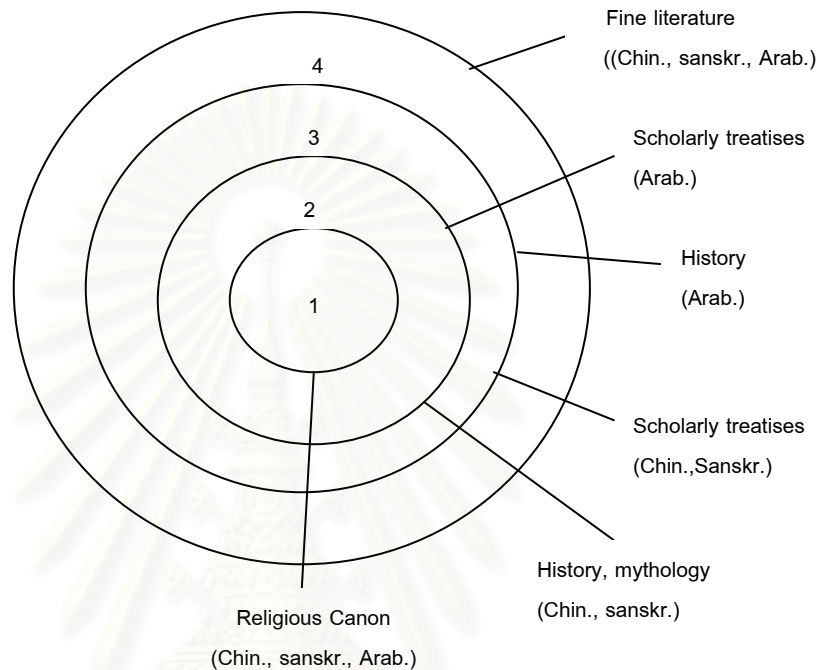 Fine literature
((Chin., sanskr., Arab.)
4
3
Scholarly treatises
(Arab.)
2
History
(Arab.)
1
Scholarly treatises
(Chin.,Sanskr.)
History, mythology
(Chin., sanskr.)
Religious Canon
(Chin., sanskr., Arab.)